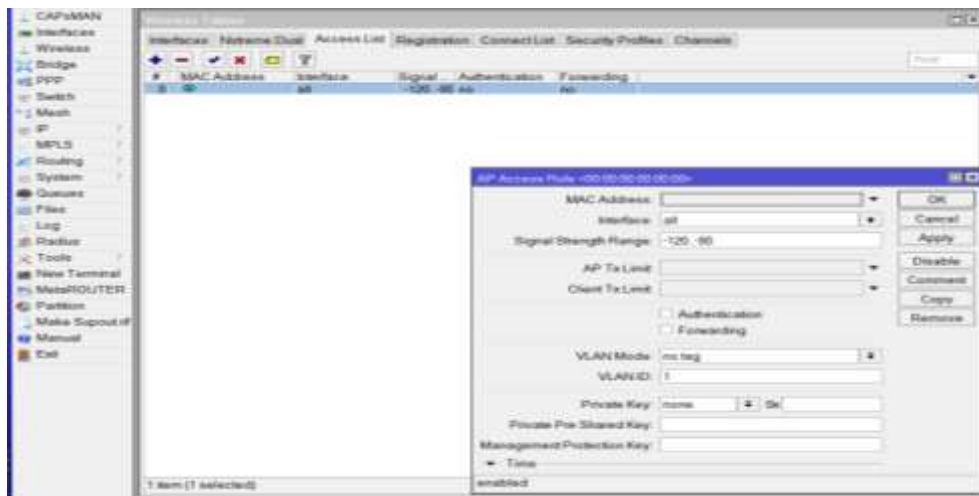 CAPsMAN
Interfaces
Wireless
Bridge
PPP
Switch
Mesh
IP
MPLS
Routing
System
Queues
Files
Log
Radius
Tools
New Terminal
MetaROUTER
Partition
Make Supout.rif
Manual
Exit
Wireless Tables
Interfaces Nstreme Dual Access List Registration Connect List Security Profiles Channels
Find
# MAC Address Interface Signal Authentication Forwarding
0 all -120..-90 no no
1 item (1 selected)
AP Access Rule <00:00:00:00:00:00>
MAC Address:
Interface: all
Signal Strength Range: -120..-90
AP Tx Limit:
Client Tx Limit:
Authentication
Forwarding
VLAN Mode: no tag
VLAN ID: 1
Private Key: none 0x
Private Pre Shared Key:
Management Protection Key:
Time
enabled
OK
Cancel
Apply
Disable
Comment
Copy
Remove